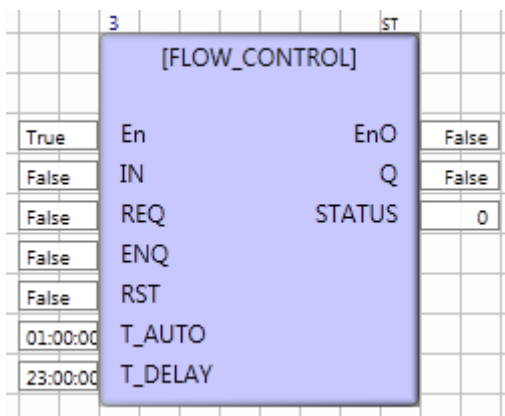 3 ST
[FLOW_CONTROL]
True En EnO False
False IN Q False
False REQ STATUS 0
False ENQ
False RST
01:00:00 T_AUTO
23:00:00 T_DELAY